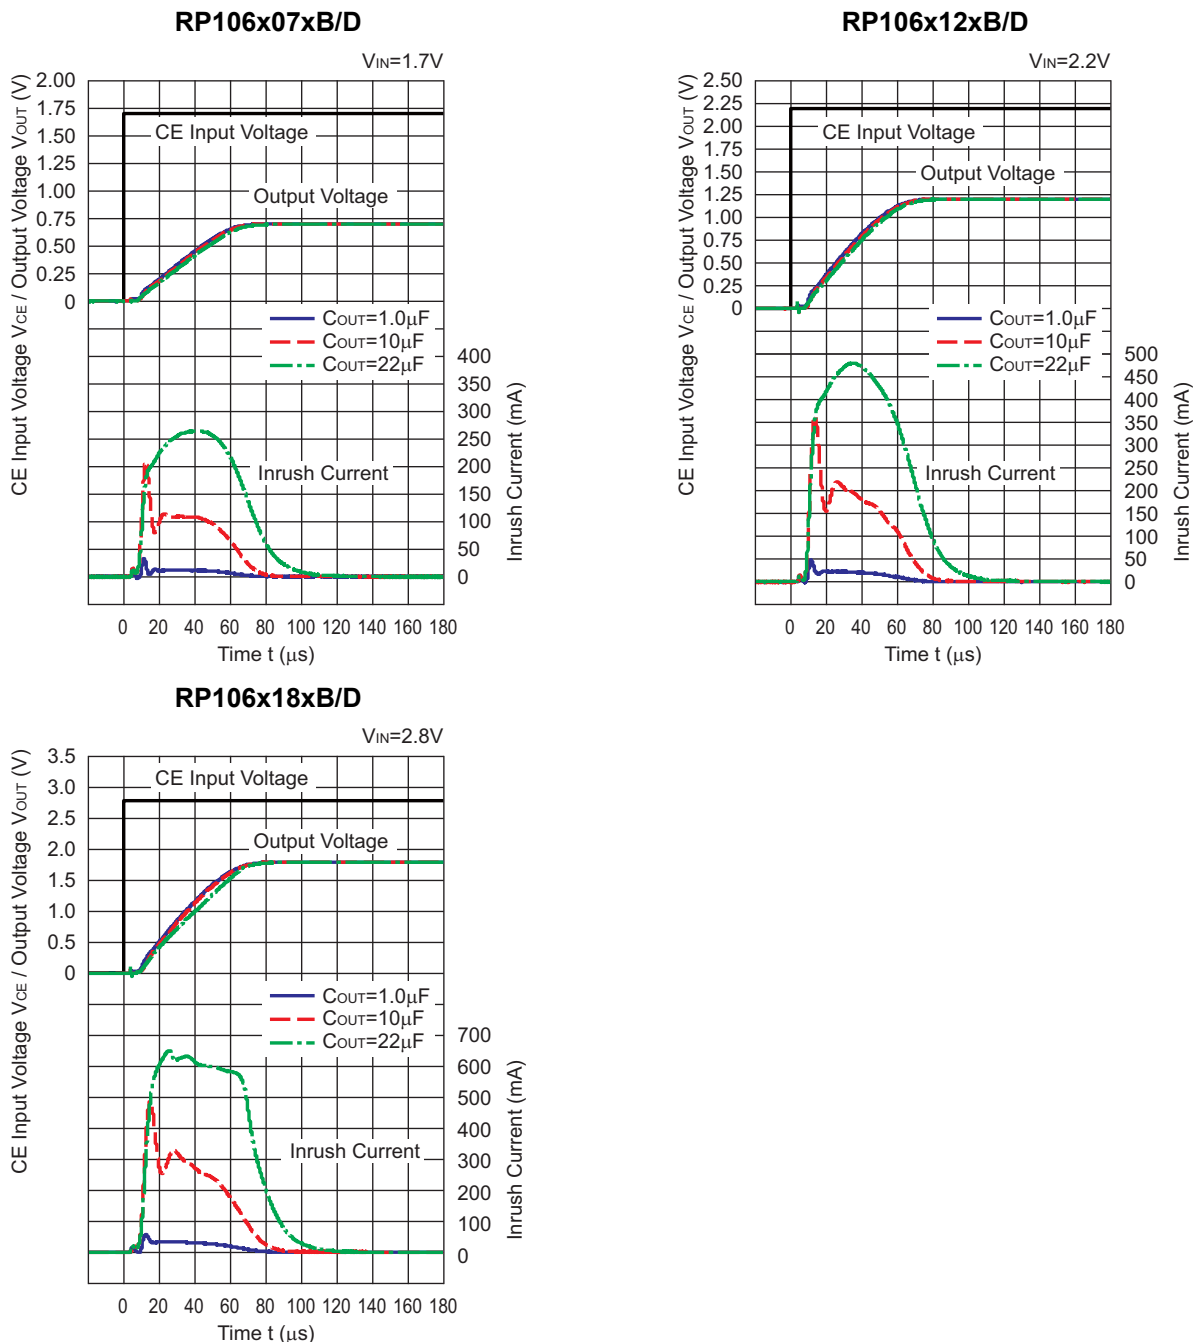 RP106x07xB/D
VIN=1.7V
CE Input Voltage VCE / Output Voltage VOUT (V)
2.00
1.75
1.50
1.25
1.00
0.75
0.50
0.25
0
CE Input Voltage
Output Voltage
COUT=1.0μF
COUT=10μF
COUT=22μF
Inrush Current
400
350
300
250
200
150
100
50
0
Inrush Current (mA)
0 20 40 60 80 100 120 140 160 180
Time t (μs)
RP106x12xB/D
VIN=2.2V
CE Input Voltage VCE / Output Voltage VOUT (V)
2.50
2.25
2.00
1.75
1.50
1.25
1.00
0.75
0.50
0.25
0
CE Input Voltage
Output Voltage
COUT=1.0μF
COUT=10μF
COUT=22μF
Inrush Current
500
450
400
350
300
250
200
150
100
50
0
Inrush Current (mA)
0 20 40 60 80 100 120 140 160 180
Time t (μs)
RP106x18xB/D
VIN=2.8V
CE Input Voltage VCE / Output Voltage VOUT (V)
3.5
3.0
2.5
2.0
1.5
1.0
0.5
0
CE Input Voltage
Output Voltage
COUT=1.0μF
COUT=10μF
COUT=22μF
Inrush Current
700
600
500
400
300
200
100
0
Inrush Current (mA)
0 20 40 60 80 100 120 140 160 180
Time t (μs)